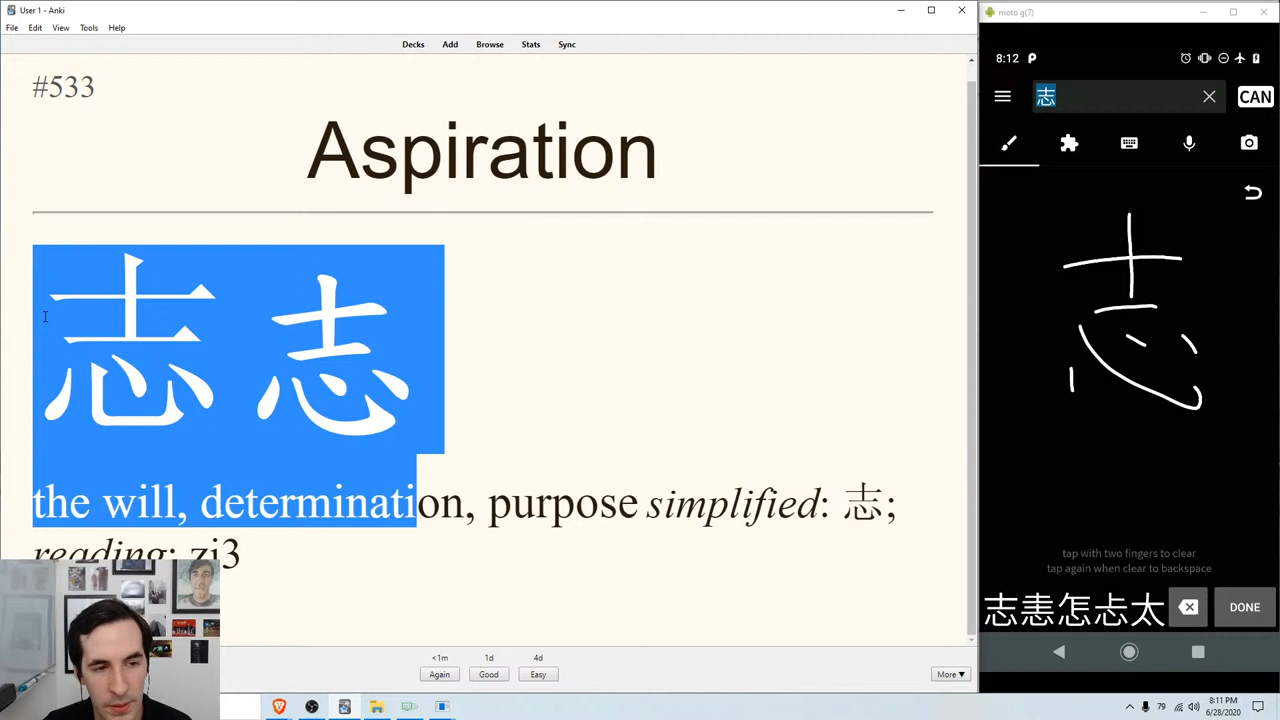 User 1 - Anki
File Edit View Tools Help
Decks Add Browse Stats Sync
#533
Aspiration
志 志
the will, determination, purpose simplified: 志;
reading: zi3
<1m 1d 4d
Again Good Easy More ▼
79 8:11 PM
6/28/2020
moto g(7)
8:12
志 CAN
志
tap with two fingers to clear
tap again when clear to backspace
志恚怎忐太 DONE